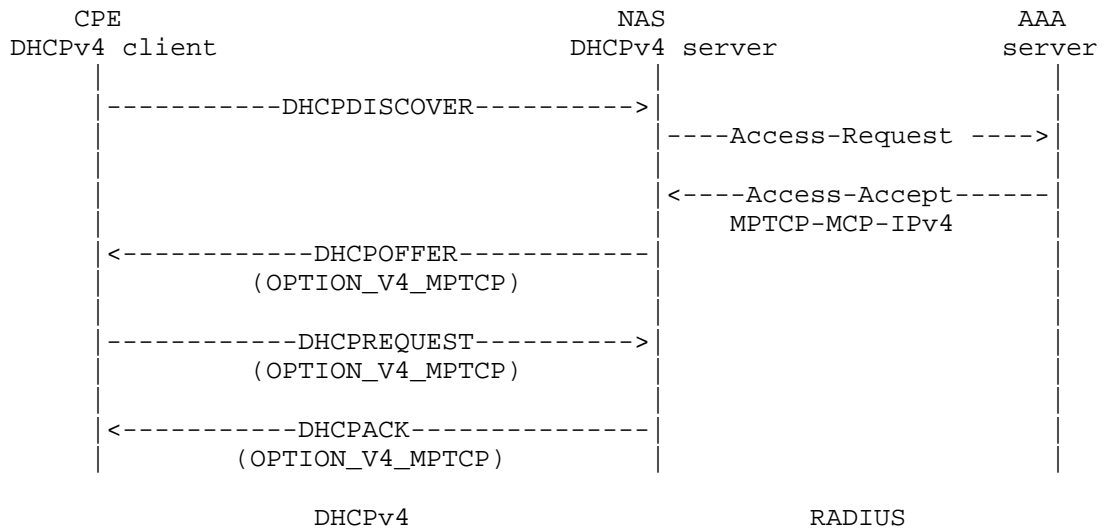 CPE NAS AAA
DHCPv4 client DHCPv4 server server
DHCPDISCOVER
Access-Request
Access-Accept
MPTCP-MCP-IPv4
DHCPOFFER
(OPTION_V4_MPTCP)
DHCPREQUEST
(OPTION_V4_MPTCP)
DHCPACK
(OPTION_V4_MPTCP)
DHCPv4 RADIUS